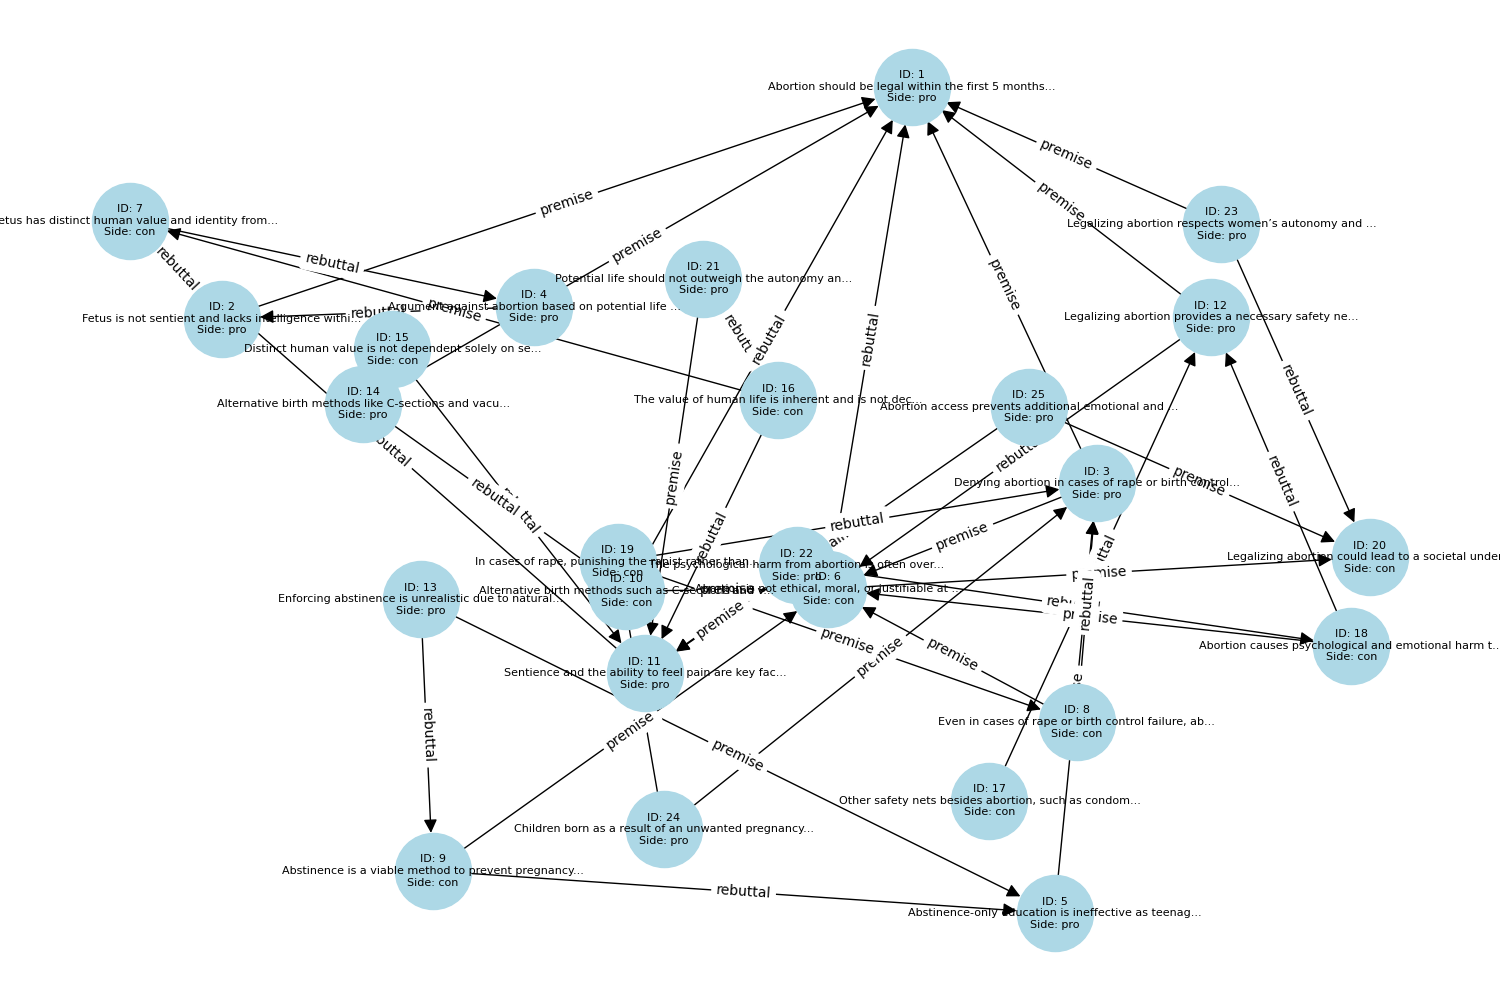 ID: 1
Abortion should be legal within the first 5 months...
Side: pro
premise
ID: 7
etus has distinct human value and identity from...
Side: con
premise
ID: 23
Legalizing abortion respects women's autonomy and ...
Side: pro
premise
rebuttal
rebuttal
premise
premise
ID: 21
Potential life should not outweigh the autonomy an...
Side: pro
ID: 2
Fetus is not sentient and lacks intelligence withi...
Side: pro
premise
ID: 4
Argument against abortion based on potential life ...
Side: pro
ID: 12
Legalizing abortion provides a necessary safety ne...
Side: pro
rebuttal
rebuttal
ID: 15
Distinct human value is not dependent solely on se...
Side: con
ID: 14
Alternative birth methods like C-sections and vacu...
Side: pro
ID: 16
The value of human life is inherent and is not dec...
Side: con
ID: 25
Abortion access prevents additional emotional and ...
Side: pro
rebuttal
ID: 3
Denying abortion in cases of rape or birth control...
Side: pro
premise
rebuttal
premise
rebuttal
rebuttal
premise
rebuttal
ID: 19
In cases of rape, punishing the rapist rather than...
Side: con
ID: 22
The psychological harm from abortion is often over...
Side: pro
ID: 20
Legalizing abortion could lead to a societal under
Side: con
ID: 10
Alternative birth methods such as C-sections and v...
Side: con
ID: 6
Abortion is not ethical, moral, or justifiable at ...
Side: con
premise
ID: 13
Enforcing abstinence is unrealistic due to natural...
Side: pro
premise
rebuttal
premise
premise
premise
premise
ID: 18
Abortion causes psychological and emotional harm t...
Side: con
ID: 11
Sentience and the ability to feel pain are key fac...
Side: pro
rebuttal
premise
premise
ID: 8
Even in cases of rape or birth control failure, ab...
Side: con
ID: 17
Other safety nets besides abortion, such as condom...
Side: con
ID: 24
Children born as a result of an unwanted pregnancy...
Side: pro
ID: 9
Abstinence is a viable method to prevent pregnancy...
Side: con
rebuttal
ID: 5
Abstinence-only education is ineffective as teenag...
Side: pro